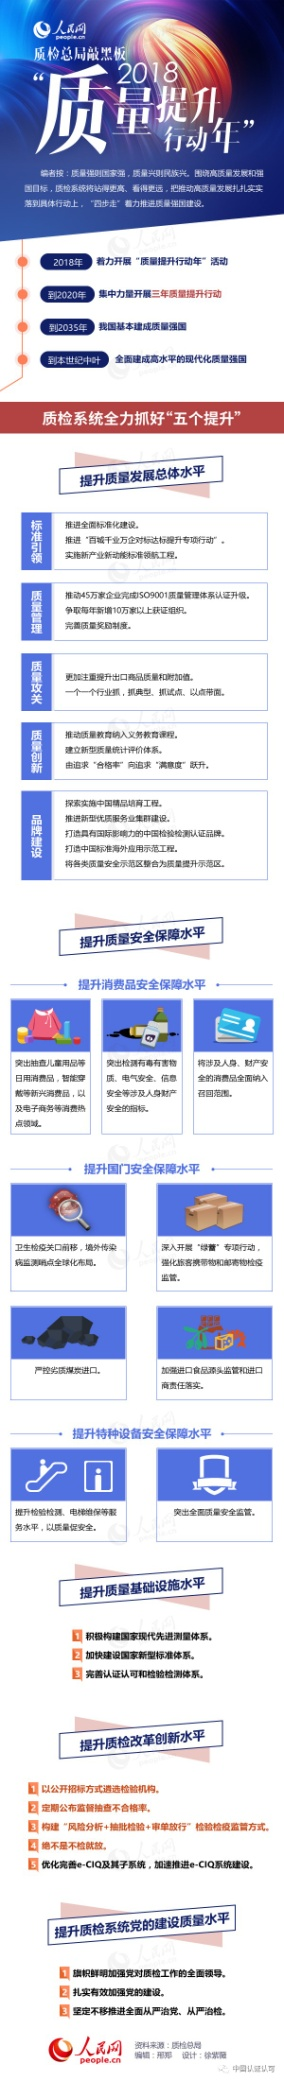 人民网
people.cn
质检总局敲黑板
2018
“质量提升
行动年”
编者按：质量强则国家强，质量兴则民族兴。围绕高质量发展和强
国目标，质检系统将站得更高、看得更远，把推动高质量发展扎扎实实
落到具体行动上，“四步走”着力推进质量强国建设。
2018年 着力开展“质量提升行动年”活动
到2020年 集中力量开展三年质量提升行动
到2035年 我国基本建成质量强国
到本世纪中叶 全面建成高水平的现代化质量强国
质检系统全力抓好“五个提升”
提升质量发展总体水平
标准引领
推进全面标准化建设。
推进“百城千业万企对标达标提升专项行动”。
实施新产业新动能标准领航工程。
质量管理
推动45万家企业完成ISO9001质量管理体系认证升级。
争取每年新增10万家以上获证组织。
完善质量奖励制度。
质量攻关
更加注重提升出口商品质量和附加值。
一个一个行业抓，抓典型、抓试点、以点带面。
质量创新
推动质量教育纳入义务教育课程。
建立新型质量统计评价体系。
由追求“合格率”向追求“满意度”跃升。
品牌建设
探索实施中国精品培育工程。
推进新型优质服务业集群建设。
打造具有国际影响力的中国检验检测认证品牌。
打造中国标准海外应用示范工程。
将各类质量安全示范区整合为质量提升示范区。
提升质量安全保障水平
提升消费品安全保障水平
突出抽查儿童用品等
日用消费品，智能穿
戴等新兴消费品，以
及电子商务等消费热
点领域。
突出检测有毒有害物
质、电气安全、信息
安全等涉及人身财产
安全的指标。
将涉及人身、财产安
全的消费品全面纳入
召回范围。
提升国门安全保障水平
卫生检疫关口前移，境外传染
病监测哨点全球化布局。
深入开展“绿蕾”专项行动，
强化旅客携带物和邮寄物检疫
监管。
严控劣质煤炭进口。
加强进口食品源头监管和进口
商责任落实。
提升特种设备安全保障水平
提升检验检测、电梯维保等服
务水平，以质量促安全。
突出全面质量安全监管。
提升质量基础设施水平
1 积极构建国家现代先进测量体系。
2 加快建设国家新型标准体系。
3 完善认证认可和检验检测体系。
提升质检改革创新水平
1 以公开招标方式遴选检验机构。
2 定期公布监督抽查不合格率。
3 构建“风险分析+抽批检验+审单放行”检验检疫监管方式。
4 绝不是不检就放。
5 优化完善e-CIQ及其子系统，加速推进e-CIQ系统建设。
提升质检系统党的建设质量水平
1 旗帜鲜明加强党对质检工作的全面领导。
2 扎实有效加强党的建设。
3 坚定不移推进全面从严治党、从严治检。
人民网
people.cn
资料来源：质检总局
编辑：邢郑 设计：徐紫薇
中国认证认可